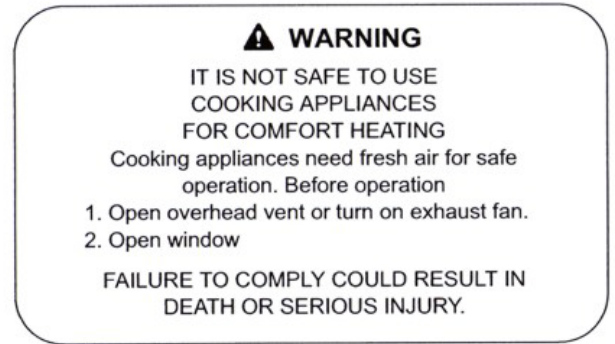 WARNING
IT IS NOT SAFE TO USE
COOKING APPLIANCES
FOR COMFORT HEATING
Cooking appliances need fresh air for safe
operation. Before operation
1. Open overhead vent or turn on exhaust fan.
2. Open window
FAILURE TO COMPLY COULD RESULT IN
DEATH OR SERIOUS INJURY.